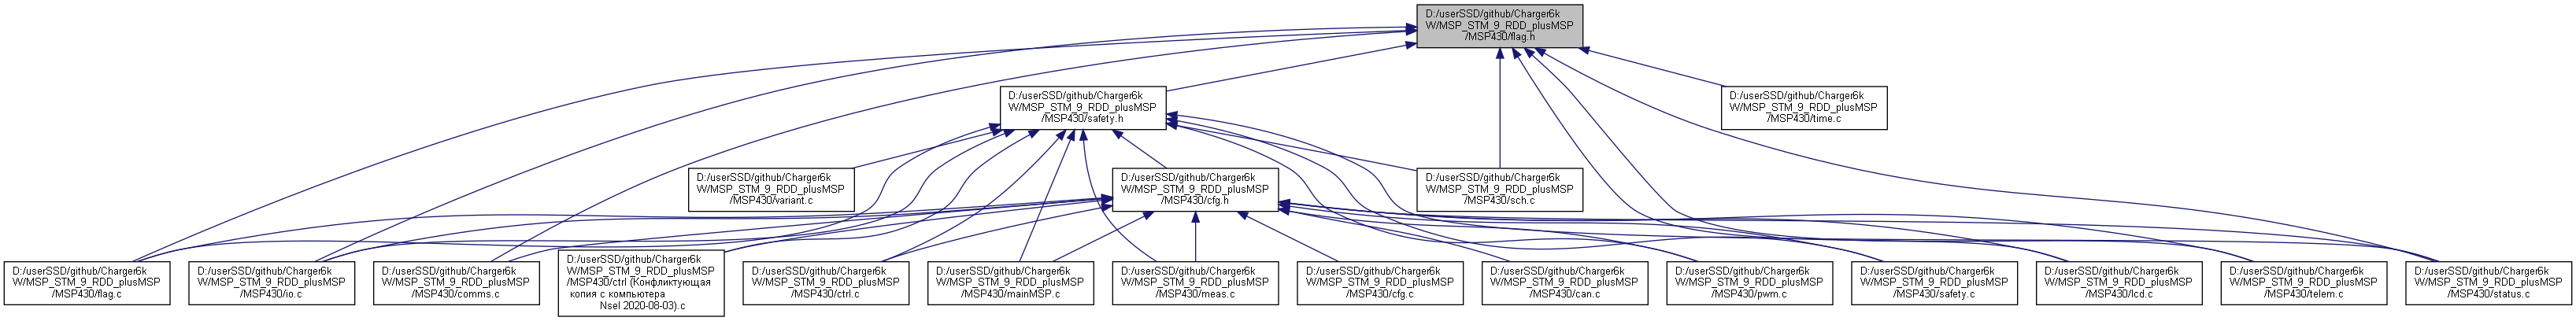 D:/userSSD/github/Charger6k
W/MSP_STM_9_RDD_plusMSP
/MSP430/flag.h
D:/userSSD/github/Charger6k
W/MSP_STM_9_RDD_plusMSP
/MSP430/safety.h
D:/userSSD/github/Charger6k
W/MSP_STM_9_RDD_plusMSP
/MSP430/time.c
D:/userSSD/github/Charger6k
W/MSP_STM_9_RDD_plusMSP
/MSP430/variant.c
D:/userSSD/github/Charger6k
W/MSP_STM_9_RDD_plusMSP
/MSP430/cfg.h
D:/userSSD/github/Charger6k
W/MSP_STM_9_RDD_plusMSP
/MSP430/sch.c
D:/userSSD/github/Charger6k
W/MSP_STM_9_RDD_plusMSP
/MSP430/flag.c
D:/userSSD/github/Charger6k
W/MSP_STM_9_RDD_plusMSP
/MSP430/io.c
D:/userSSD/github/Charger6k
W/MSP_STM_9_RDD_plusMSP
/MSP430/comms.c
D:/userSSD/github/Charger6k
W/MSP_STM_9_RDD_plusMSP
/MSP430/ctrl (Конфликтующая
копия с компьютера
Nsel 2020-08-03).c
D:/userSSD/github/Charger6k
W/MSP_STM_9_RDD_plusMSP
/MSP430/ctrl.c
D:/userSSD/github/Charger6k
W/MSP_STM_9_RDD_plusMSP
/MSP430/mainMSP.c
D:/userSSD/github/Charger6k
W/MSP_STM_9_RDD_plusMSP
/MSP430/meas.c
D:/userSSD/github/Charger6k
W/MSP_STM_9_RDD_plusMSP
/MSP430/cfg.c
D:/userSSD/github/Charger6k
W/MSP_STM_9_RDD_plusMSP
/MSP430/can.c
D:/userSSD/github/Charger6k
W/MSP_STM_9_RDD_plusMSP
/MSP430/pwm.c
D:/userSSD/github/Charger6k
W/MSP_STM_9_RDD_plusMSP
/MSP430/safety.c
D:/userSSD/github/Charger6k
W/MSP_STM_9_RDD_plusMSP
/MSP430/lcd.c
D:/userSSD/github/Charger6k
W/MSP_STM_9_RDD_plusMSP
/MSP430/telem.c
D:/userSSD/github/Charger6k
W/MSP_STM_9_RDD_plusMSP
/MSP430/status.c